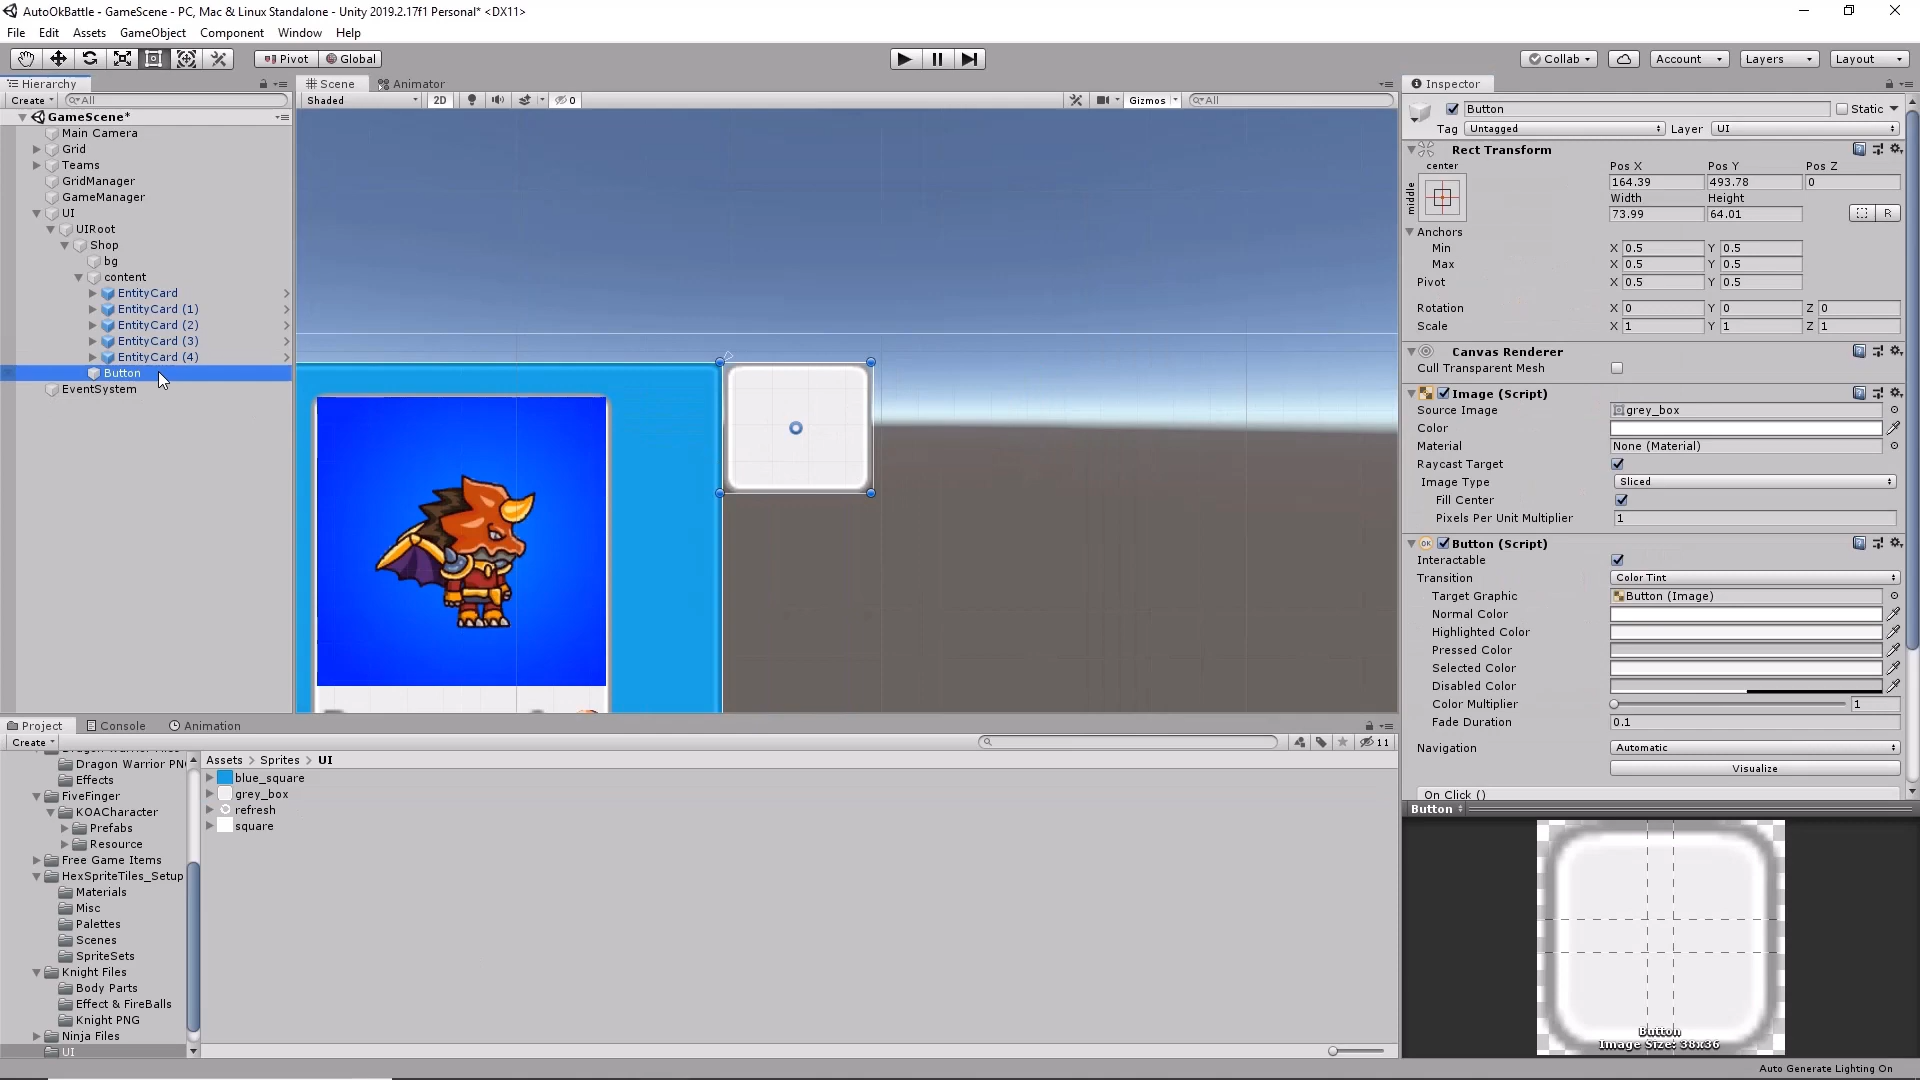 AutoOkBattle - GameScene - PC, Mac & Linux Standalone - Unity 2019.2.17f1 Personal* <DX11>
File Edit Assets GameObject Component Window Help
Pivot Global Collab Account Layers Layout
Hierarchy
Create All
GameScene*
Main Camera
Grid
Teams
GridManager
GameManager
UI
UIRoot
Shop
bg
content
EntityCard
EntityCard (1)
EntityCard (2)
EntityCard (3)
EntityCard (4)
Button
EventSystem
Scene Animator
Shaded 2D 0 Gizmos All
Inspector
Button Static
Tag Untagged Layer UI
Rect Transform
center
middle
Pos X Pos Y Pos Z
164.39 493.78 0
Width Height
73.99 64.01
R
Anchors
Min X 0.5 Y 0.5
Max X 0.5 Y 0.5
Pivot X 0.5 Y 0.5
Rotation X 0 Y 0 Z 0
Scale X 1 Y 1 Z 1
Canvas Renderer
Cull Transparent Mesh
Image (Script)
Source Image grey_box
Color
Material None (Material)
Raycast Target
Image Type Sliced
Fill Center
Pixels Per Unit Multiplier 1
OK Button (Script)
Interactable
Transition Color Tint
Target Graphic Button (Image)
Normal Color
Highlighted Color
Pressed Color
Selected Color
Disabled Color
Color Multiplier 1
Fade Duration 0.1
Navigation Automatic
Visualize
On Click ()
Button
Button
Image Size: 38x36
Project Console Animation
Create 11
Dragon Warrior PN
Effects
FiveFinger
KOACharacter
Prefabs
Resource
Free Game Items
HexSpriteTiles_Setup
Materials
Misc
Palettes
Scenes
SpriteSets
Knight Files
Body Parts
Effect & FireBalls
Knight PNG
Ninja Files
UI
Assets > Sprites > UI
blue_square
grey_box
refresh
square
Auto Generate Lighting On